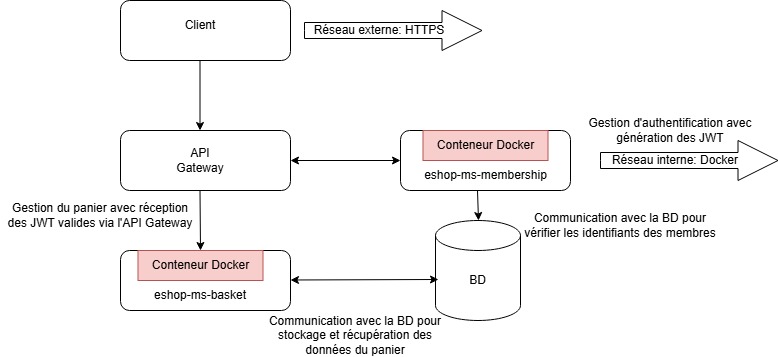 Client
Réseau externe: HTTPS
API
Gateway
Conteneur Docker
eshop-ms-membership
Gestion d'authentification avec
génération des JWT
Réseau interne: Docker
Gestion du panier avec réception
des JWT valides via l'API Gateway
Communication avec la BD pour
vérifier les identifiants des membres
Conteneur Docker
eshop-ms-basket
BD
Communication avec la BD pour
stockage et récupération des
données du panier